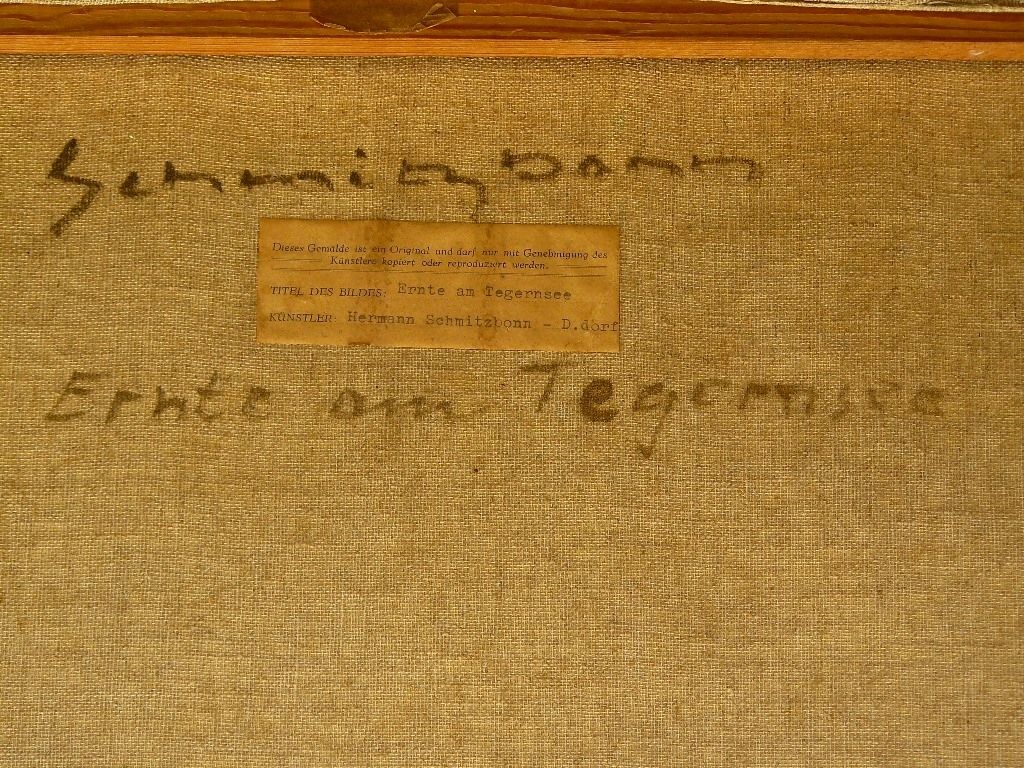 Schmitzbonn
Dieses Gemälde ist ein Original und darf nur mit Genehmigung des
Künstlers kopiert oder reproduziert werden.
TITEL DES BILDES: Ernte am Tegernsee
KÜNSTLER: Hermann Schmitzbonn - D.dorf
Ernte am Tegernsee